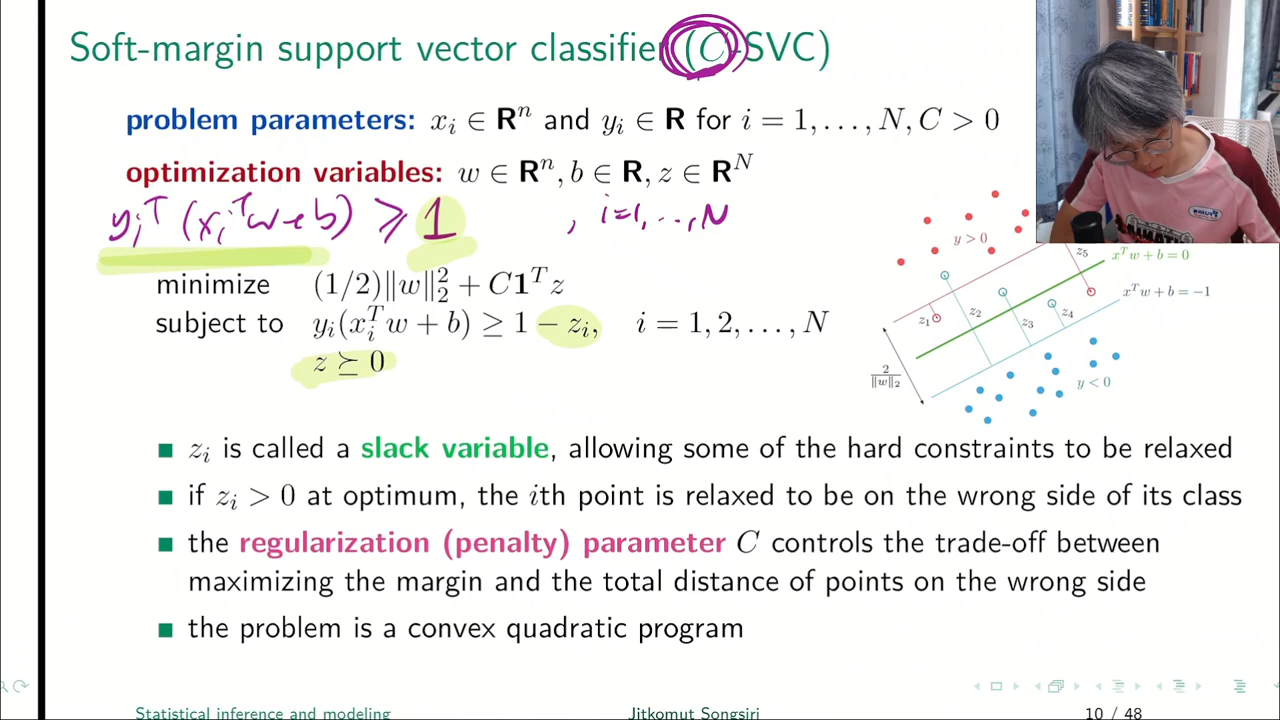 Soft-margin support vector classifier (C-SVC)
problem parameters: xᵢ ∈ Rⁿ and yᵢ ∈ R for i = 1, . . . , N, C > 0
optimization variables: w ∈ Rⁿ, b ∈ R, z ∈ Rᴺ
yᵢᵀ (xᵢᵀw + b) ≥ 1 , i=1, ..., N
minimize (1/2)‖w‖₂² + C1ᵀz
subject to yᵢ(xᵢᵀw + b) ≥ 1 − zᵢ, i = 1, 2, . . . , N
z ⪰ 0
y > 0
z₅
xᵀw + b = 0
xᵀw + b = −1
z₁
z₂
z₃
z₄
2/‖w‖₂
y < 0
■ zᵢ is called a slack variable, allowing some of the hard constraints to be relaxed
■ if zᵢ > 0 at optimum, the ith point is relaxed to be on the wrong side of its class
■ the regularization (penalty) parameter C controls the trade-off between
maximizing the margin and the total distance of points on the wrong side
■ the problem is a convex quadratic program
Statistical inference and modeling Jitkomut Songsiri 10 / 48